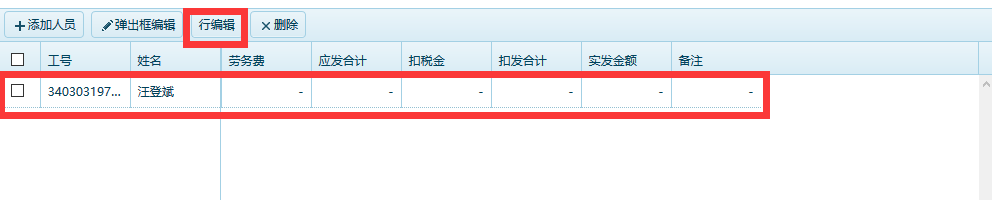 添加人员 弹出框编辑 行编辑 删除
工号 姓名 劳务费 应发合计 扣税金 扣发合计 实发金额 备注
340303197... 汪登斌 - - - - - -